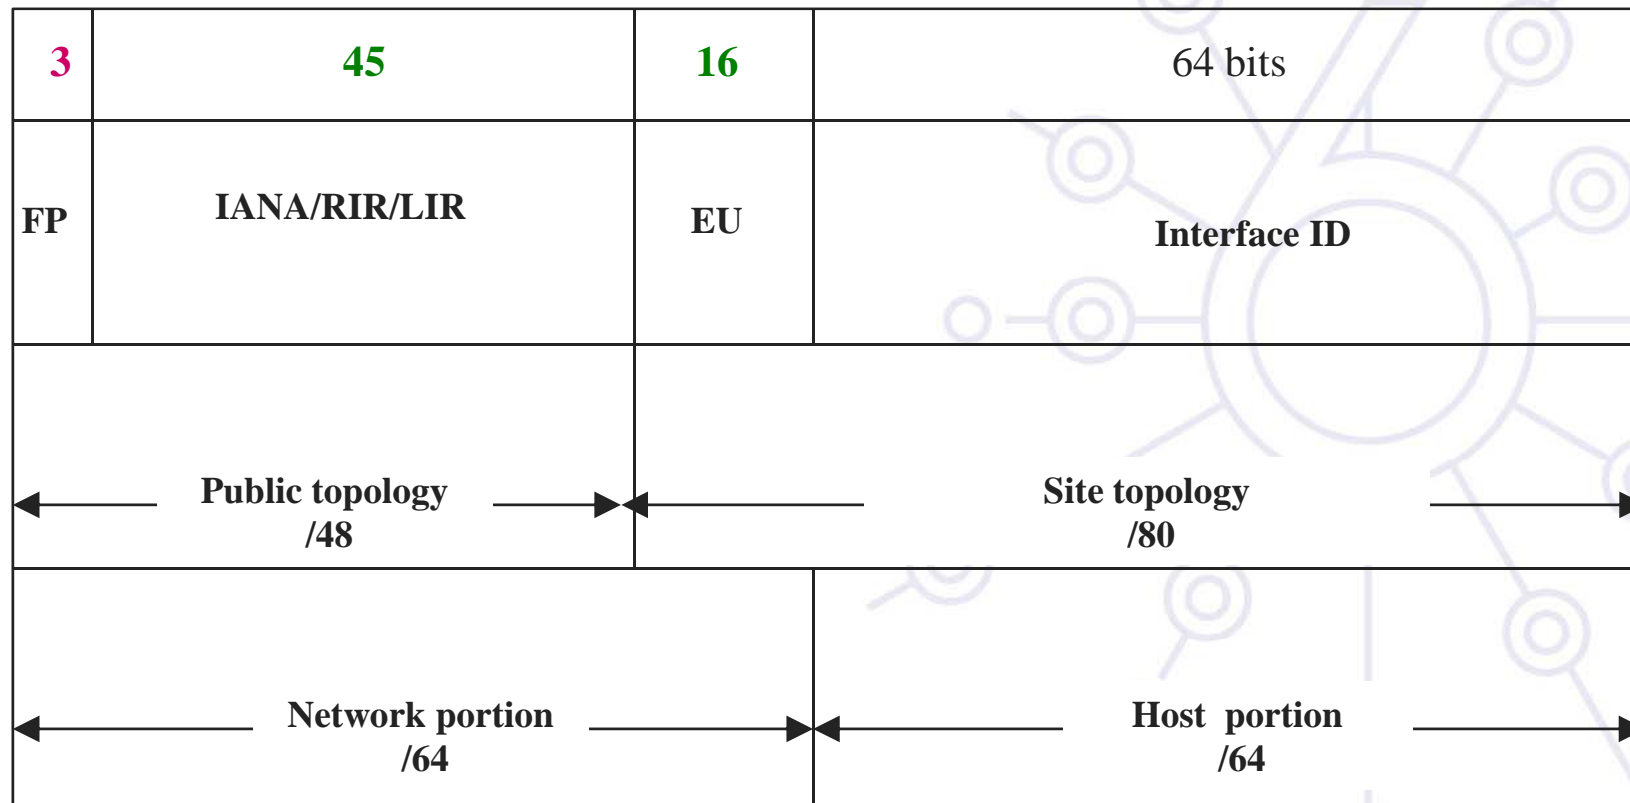 3 45 16 64 bits
FP IANA/RIR/LIR EU Interface ID
Public topology Site topology
/48 /80
Network portion Host portion
/64 /64